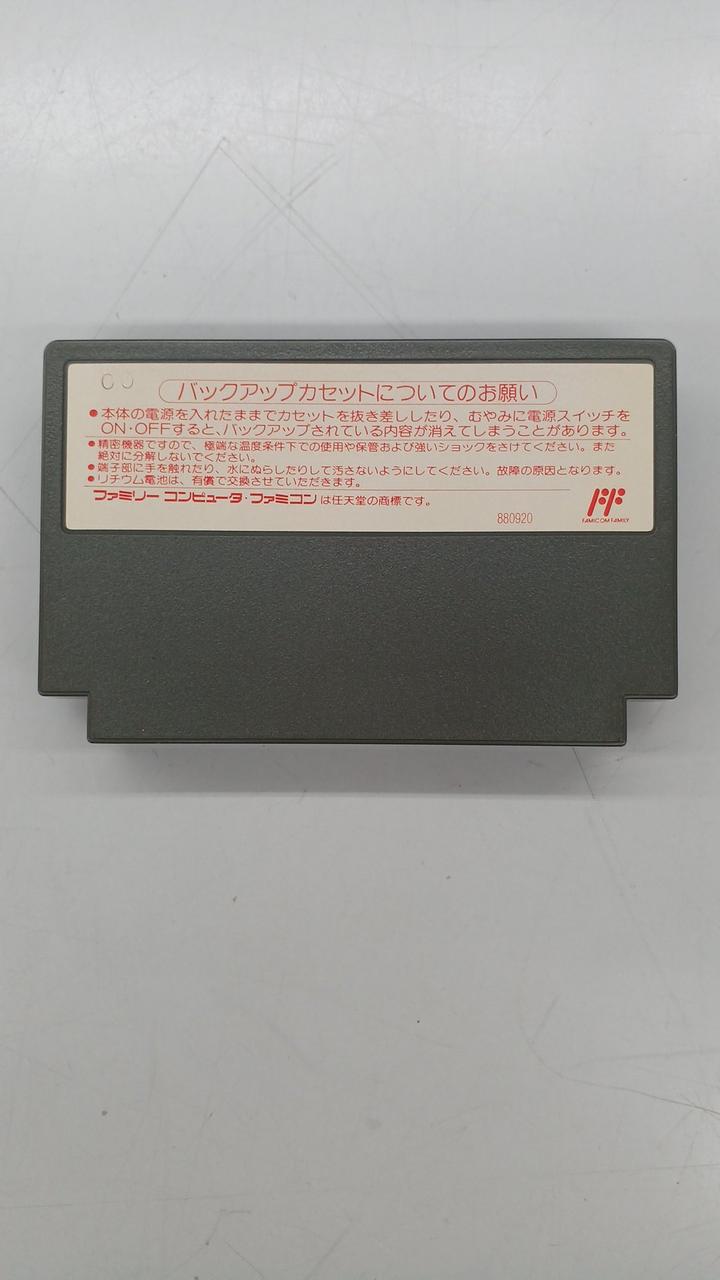 バックアップカセットについてのお願い
●本体の電源を入れたままでカセットを抜き差ししたり、むやみに電源スイッチを
ON・OFFすると、バックアップされている内容が消えてしまうことがあります。
●精密機器ですので、極端な温度条件下での使用や保管および強いショックをさけてください。また
絶対に分解しないでください。
●端子部に手を触れたり、水にぬらしたりして汚さないようにしてください。故障の原因となります。
●リチウム電池は、有償で交換させていただきます。
ファミリー コンピュータ・ファミコンは任天堂の商標です。
880920
FAMICOM FAMILY